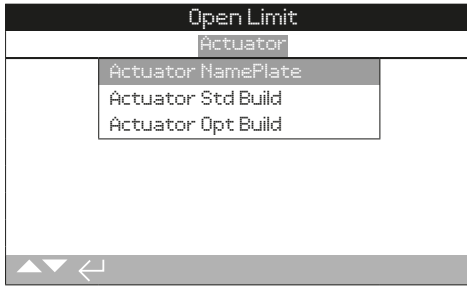 Open Limit
Actuator
Actuator NamePlate
Actuator Std Build
Actuator Opt Build